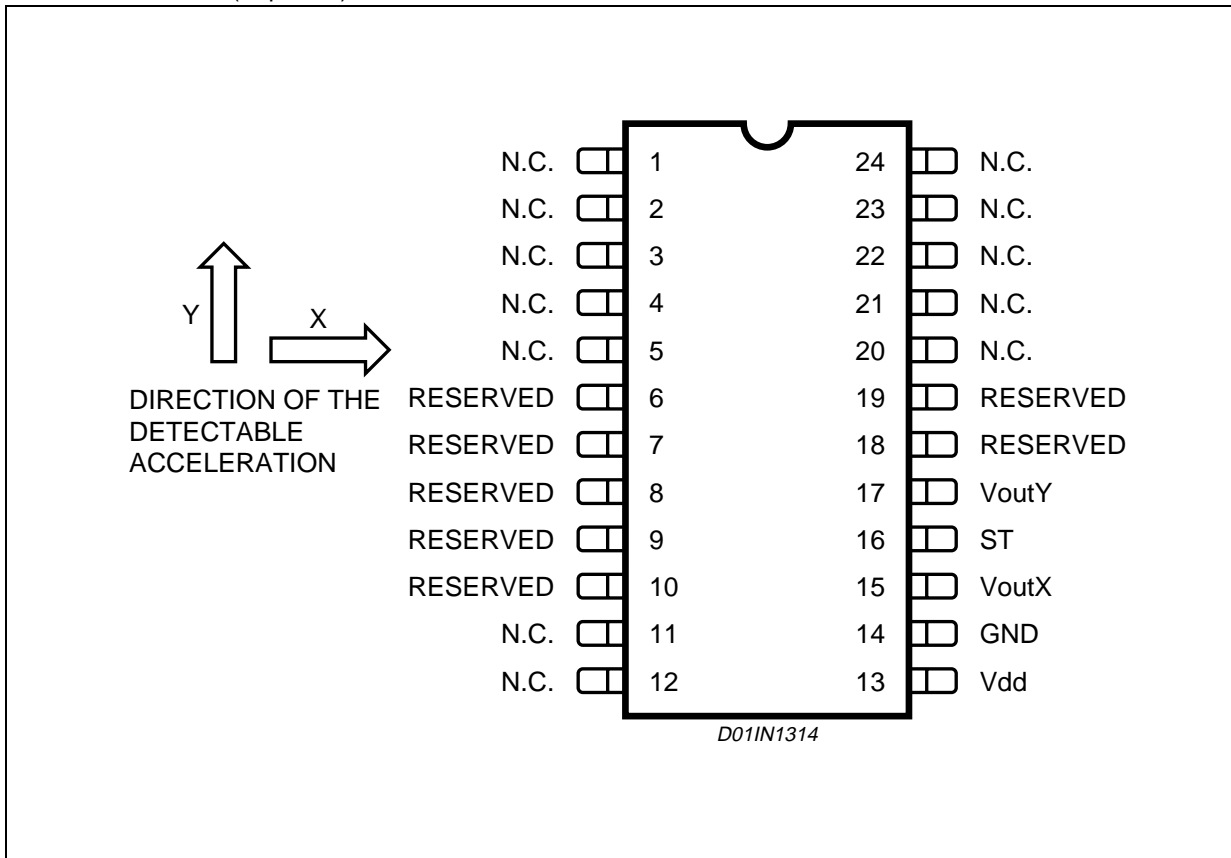 N.C. 1 24 N.C.
N.C. 2 23 N.C.
N.C. 3 22 N.C.
N.C. 4 21 N.C.
N.C. 5 20 N.C.
Y
X
DIRECTION OF THE
DETECTABLE
ACCELERATION
RESERVED 6 19 RESERVED
RESERVED 7 18 RESERVED
RESERVED 8 17 VoutY
RESERVED 9 16 ST
RESERVED 10 15 VoutX
N.C. 11 14 GND
N.C. 12 13 Vdd
D01IN1314